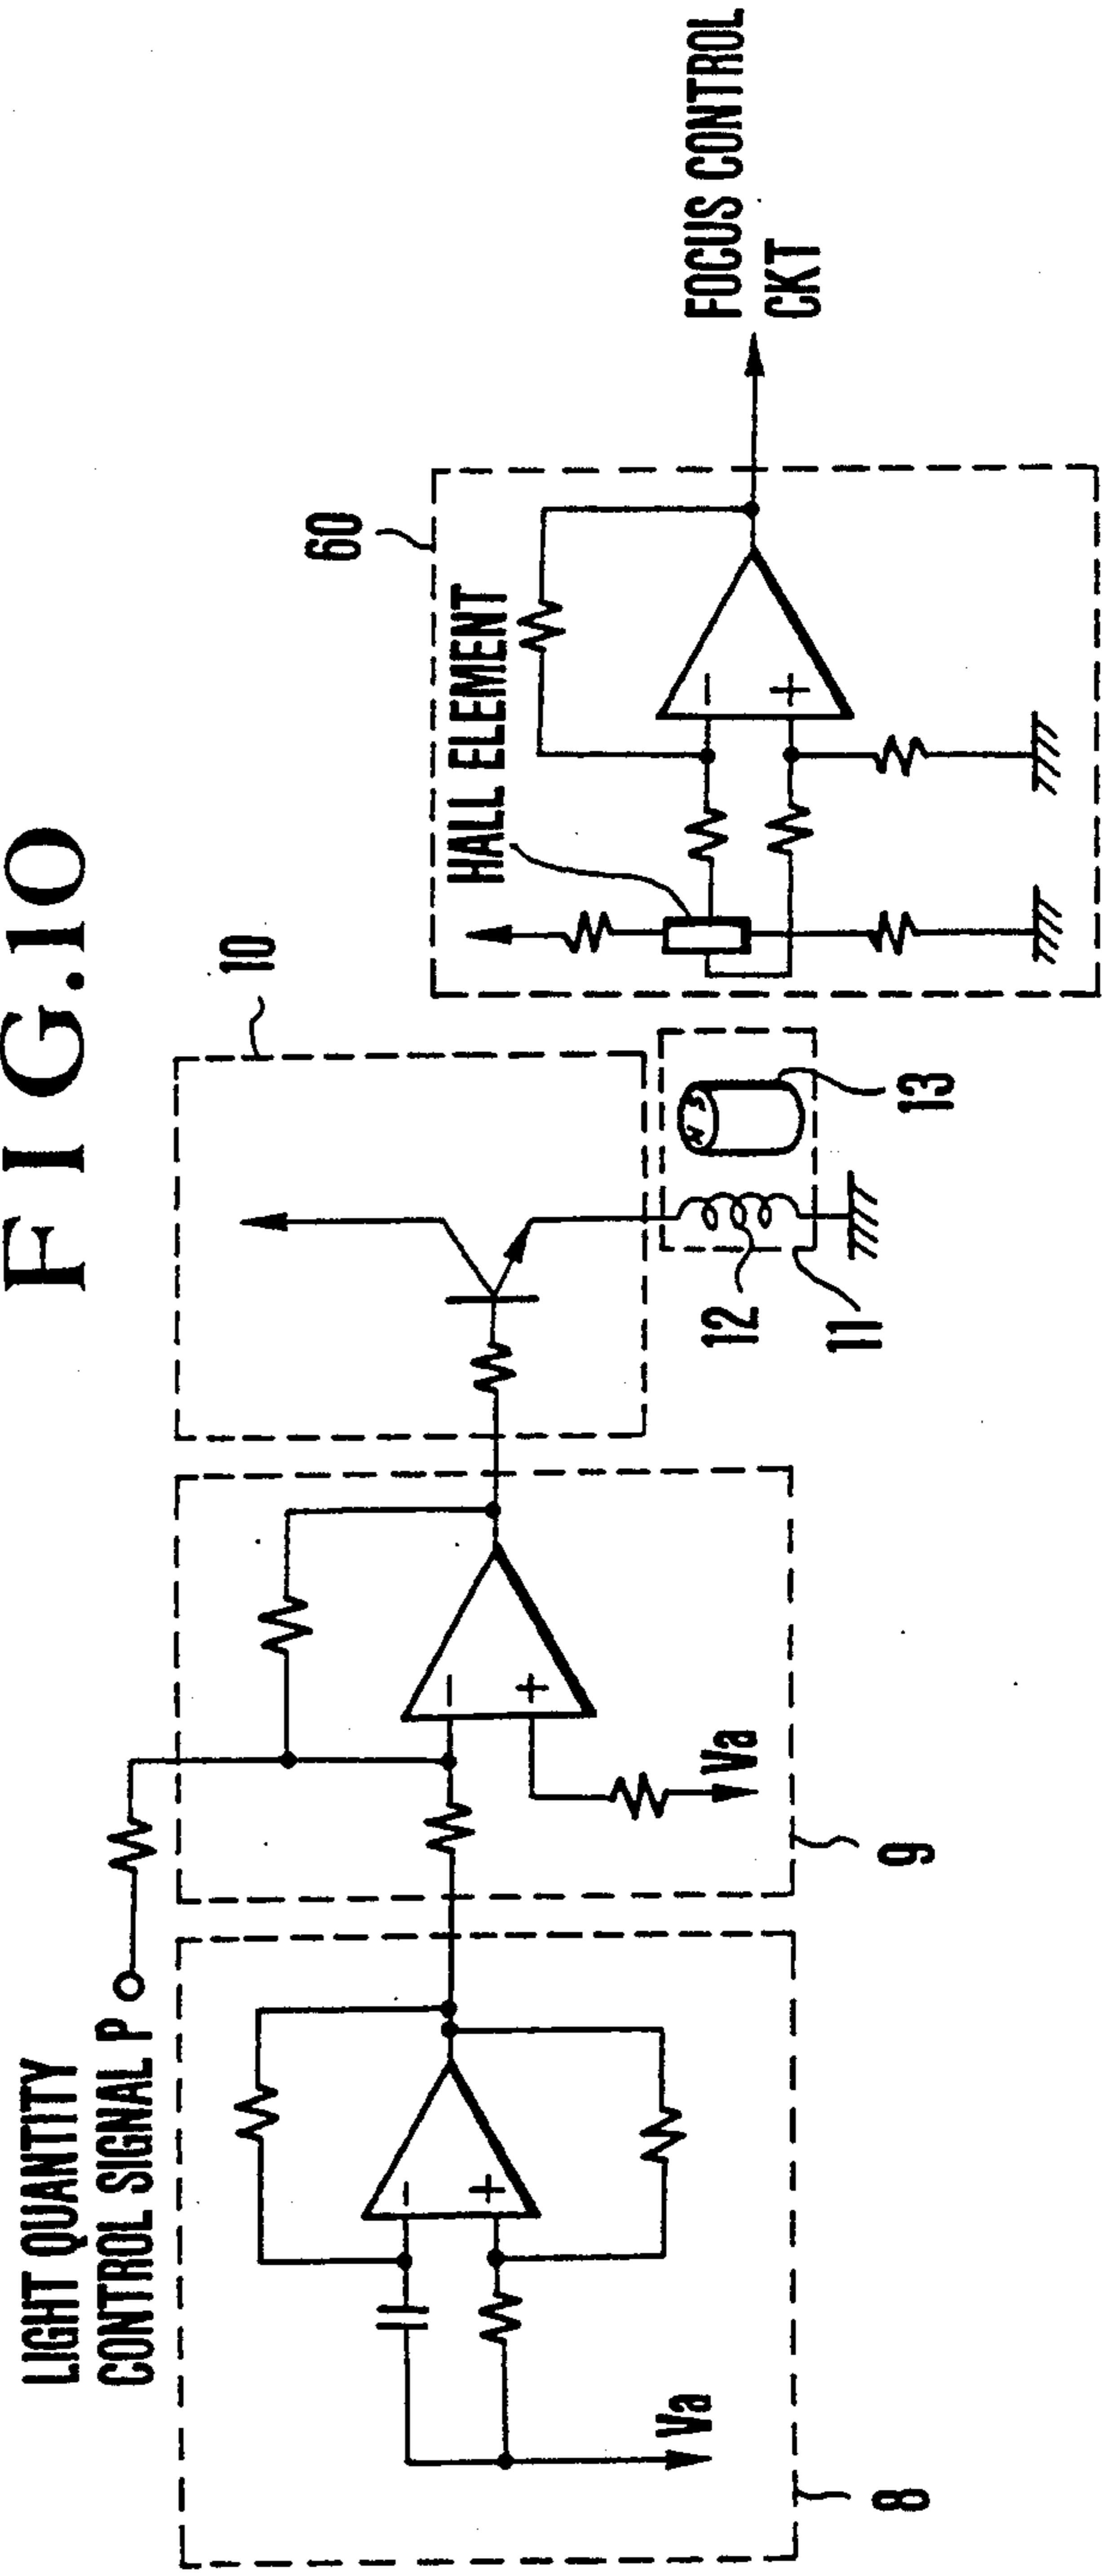 FIG.10
LIGHT QUANTITY
CONTROL SIGNAL P
10
60
HALL ELEMENT
FOCUS CONTROL
CKT
−
+
Va
8
−
+
Va
9
12
11
N S
13
−
+